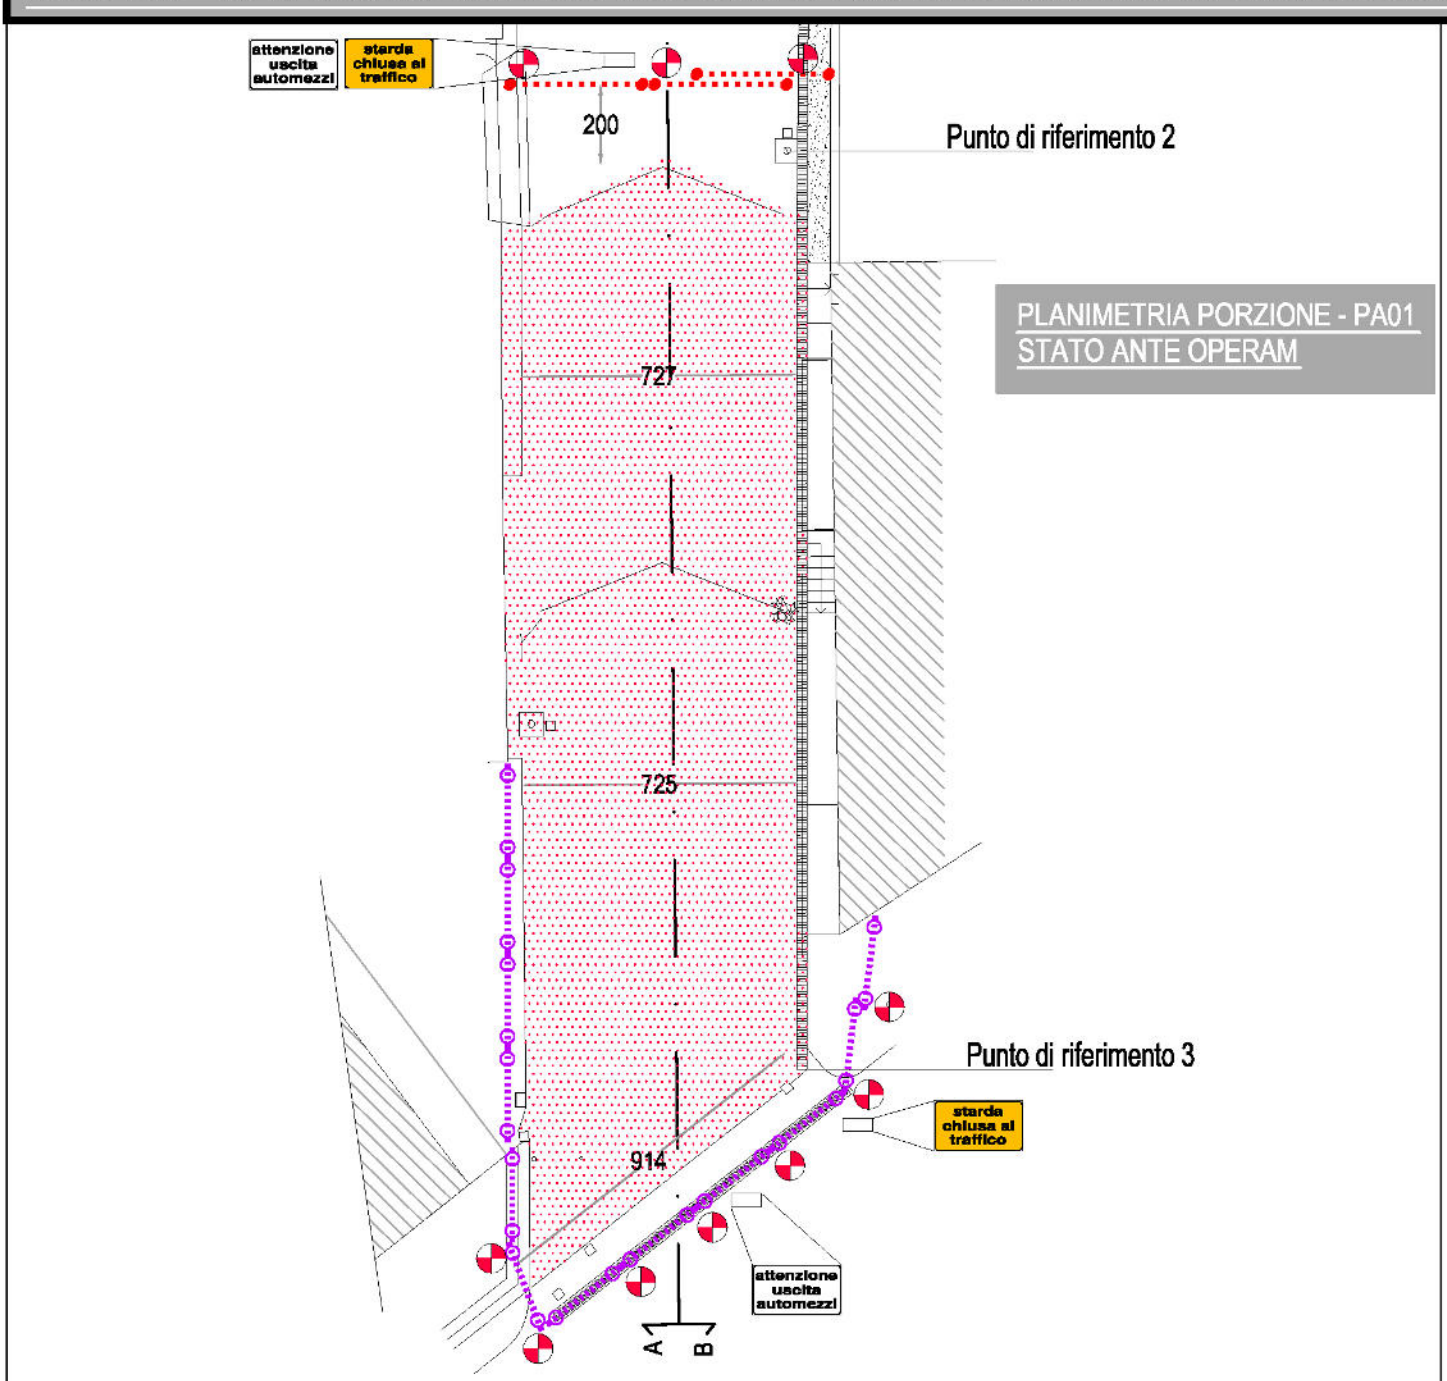 attenzione
uscita
automezzi
starda
chiusa al
traffico
200
Punto di riferimento 2
PLANIMETRIA PORZIONE - PA01
STATO ANTE OPERAM
727
725
Punto di riferimento 3
starda
chiusa al
traffico
914
attenzione
uscita
automezzi
A
B